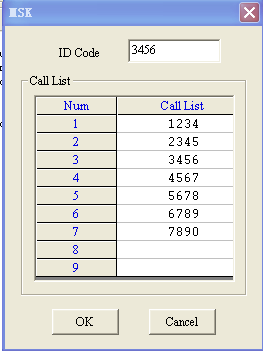 MSK
ID Code 3456
Call List
Num Call List
1 1234
2 2345
3 3456
4 4567
5 5678
6 6789
7 7890
8
9
OK Cancel